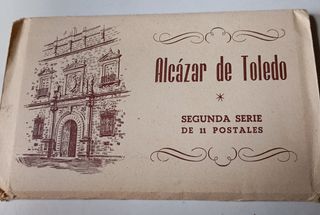 Alcázar de Toledo
*
SEGUNDA SERIE
DE 11 POSTALES